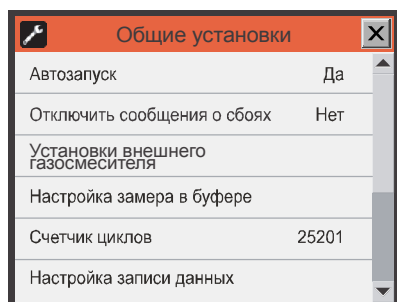 Общие установки
Автозапуск Да
Отключить сообщения о сбоях Нет
Установки внешнего
газосмесителя
Настройка замера в буфере
Счетчик циклов 25201
Настройка записи данных